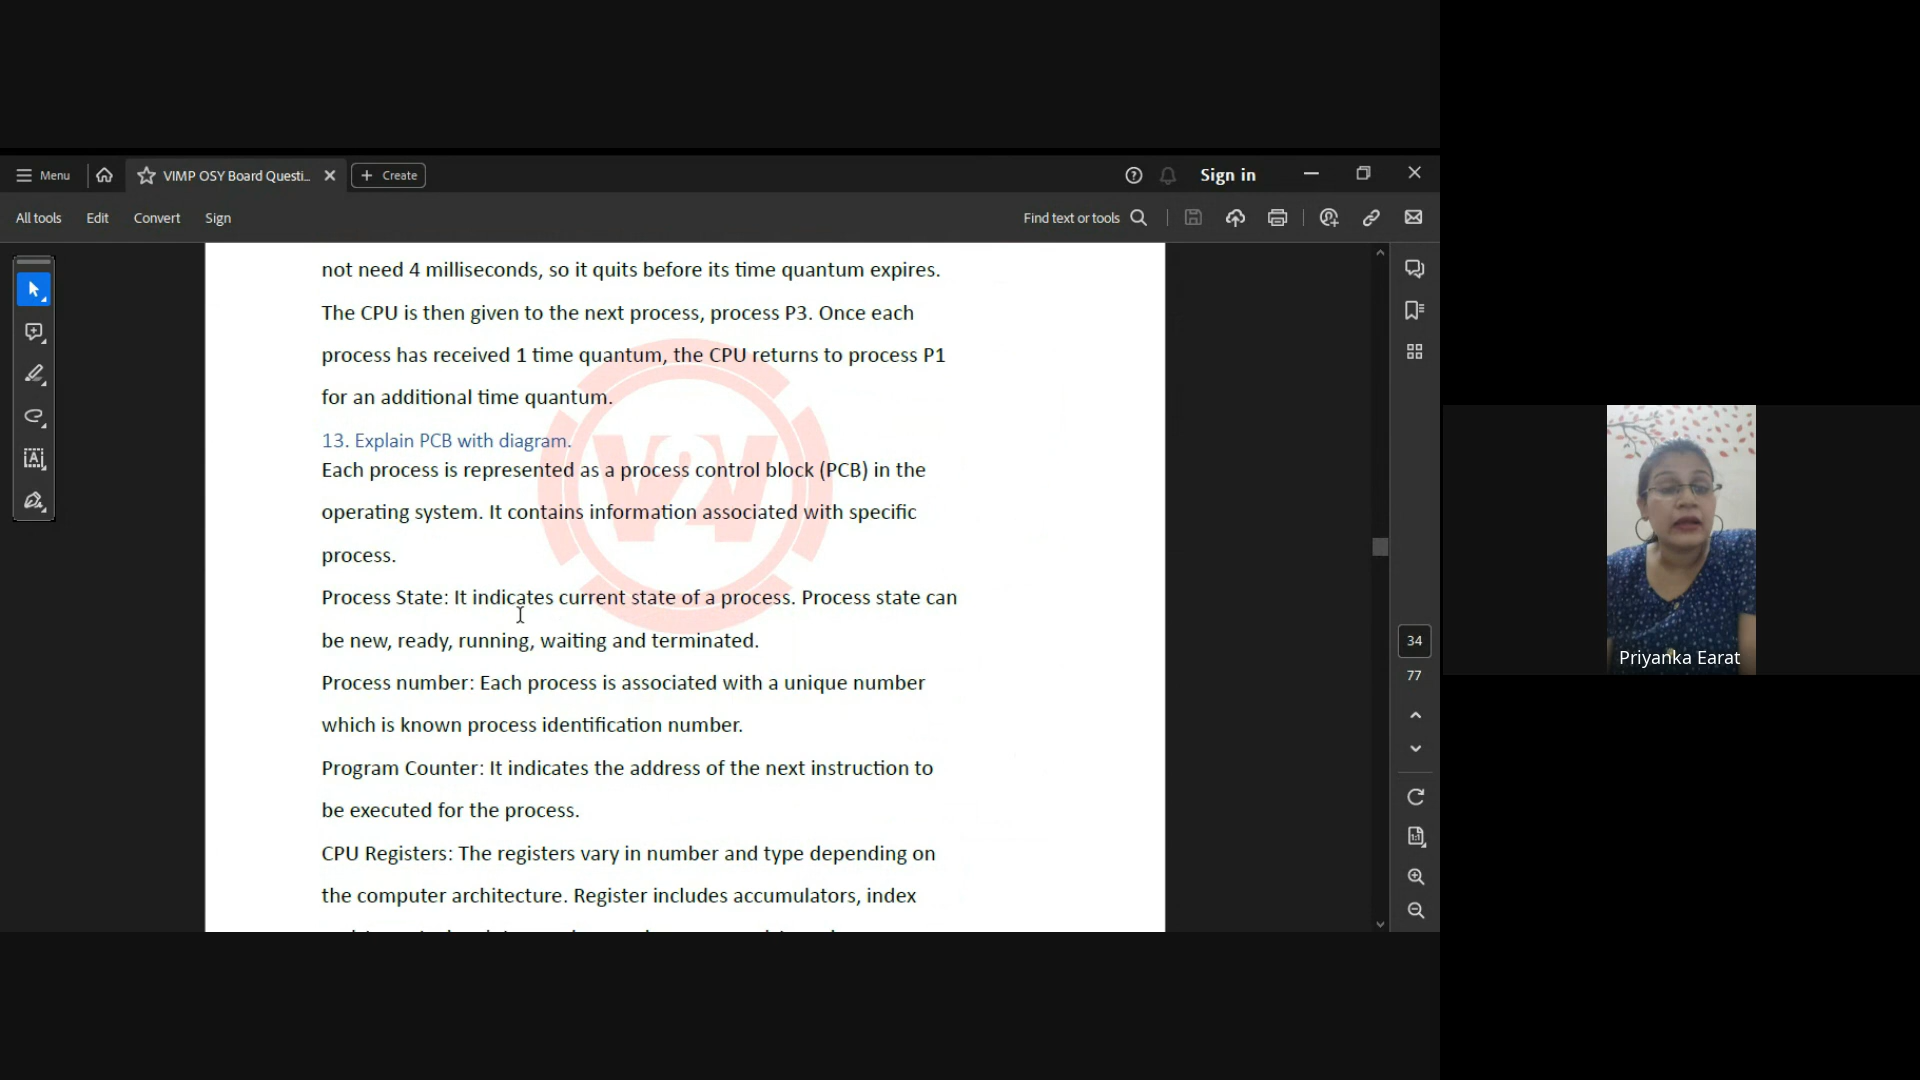 Menu
VIMP OSY Board Questi...
Create
Sign in
All tools
Edit
Convert
Sign
Find text or tools
not need 4 milliseconds, so it quits before its time quantum expires.
The CPU is then given to the next process, process P3. Once each
process has received 1 time quantum, the CPU returns to process P1
for an additional time quantum.
13. Explain PCB with diagram.
Each process is represented as a process control block (PCB) in the
operating system. It contains information associated with specific
process.
Process State: It indicates current state of a process. Process state can
be new, ready, running, waiting and terminated.
Process number: Each process is associated with a unique number
which is known process identification number.
Program Counter: It indicates the address of the next instruction to
be executed for the process.
CPU Registers: The registers vary in number and type depending on
the computer architecture. Register includes accumulators, index
V2V
34
77
Priyanka Earat